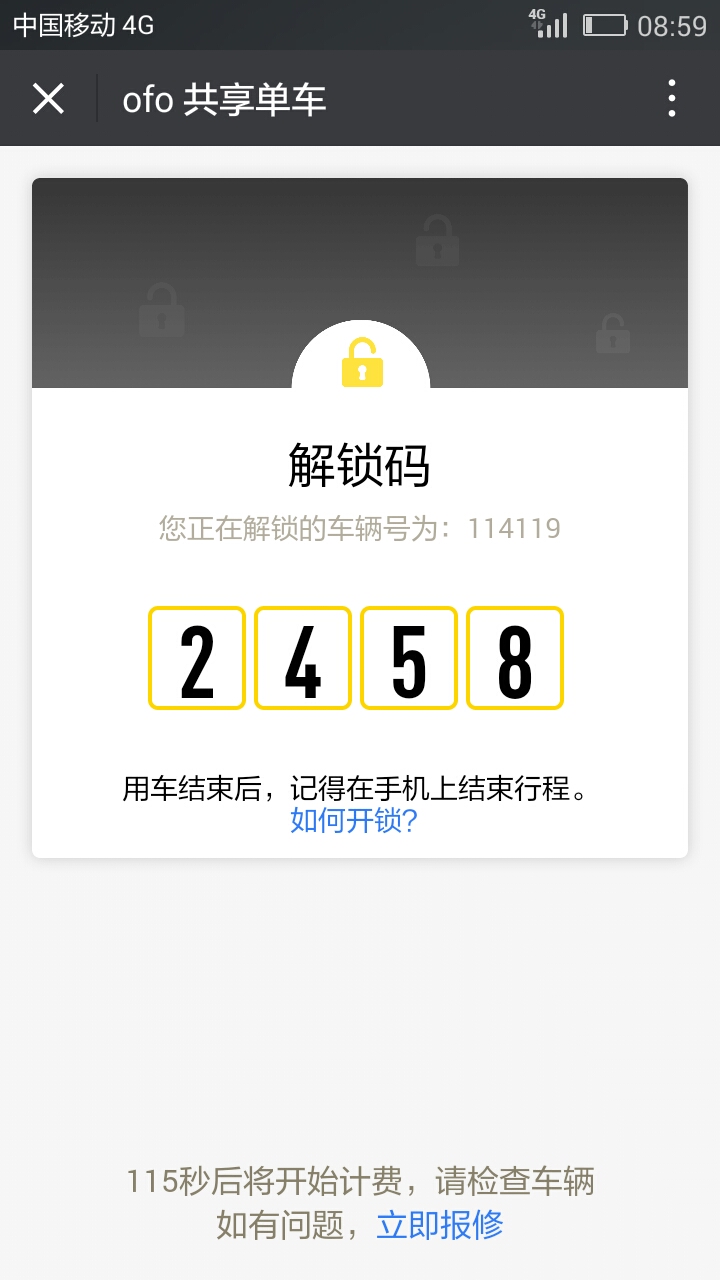 中国移动 4G
4G
08:59
ofo 共享单车
解锁码
您正在解锁的车辆号为：114119
2 4 5 8
用车结束后，记得在手机上结束行程。
如何开锁?
115秒后将开始计费，请检查车辆
如有问题，立即报修